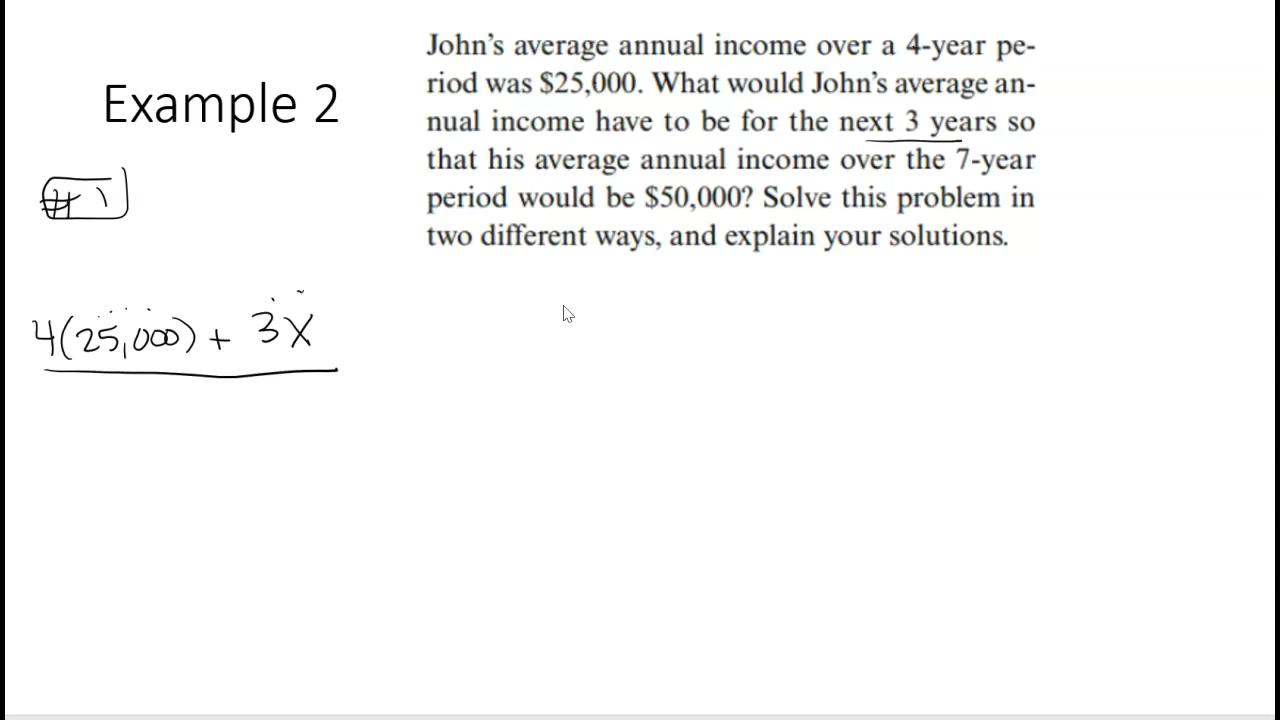 Example 2
John's average annual income over a 4-year pe-
riod was $25,000. What would John's average an-
nual income have to be for the next 3 years so
that his average annual income over the 7-year
period would be $50,000? Solve this problem in
two different ways, and explain your solutions.
#1
4(25,000) + 3X